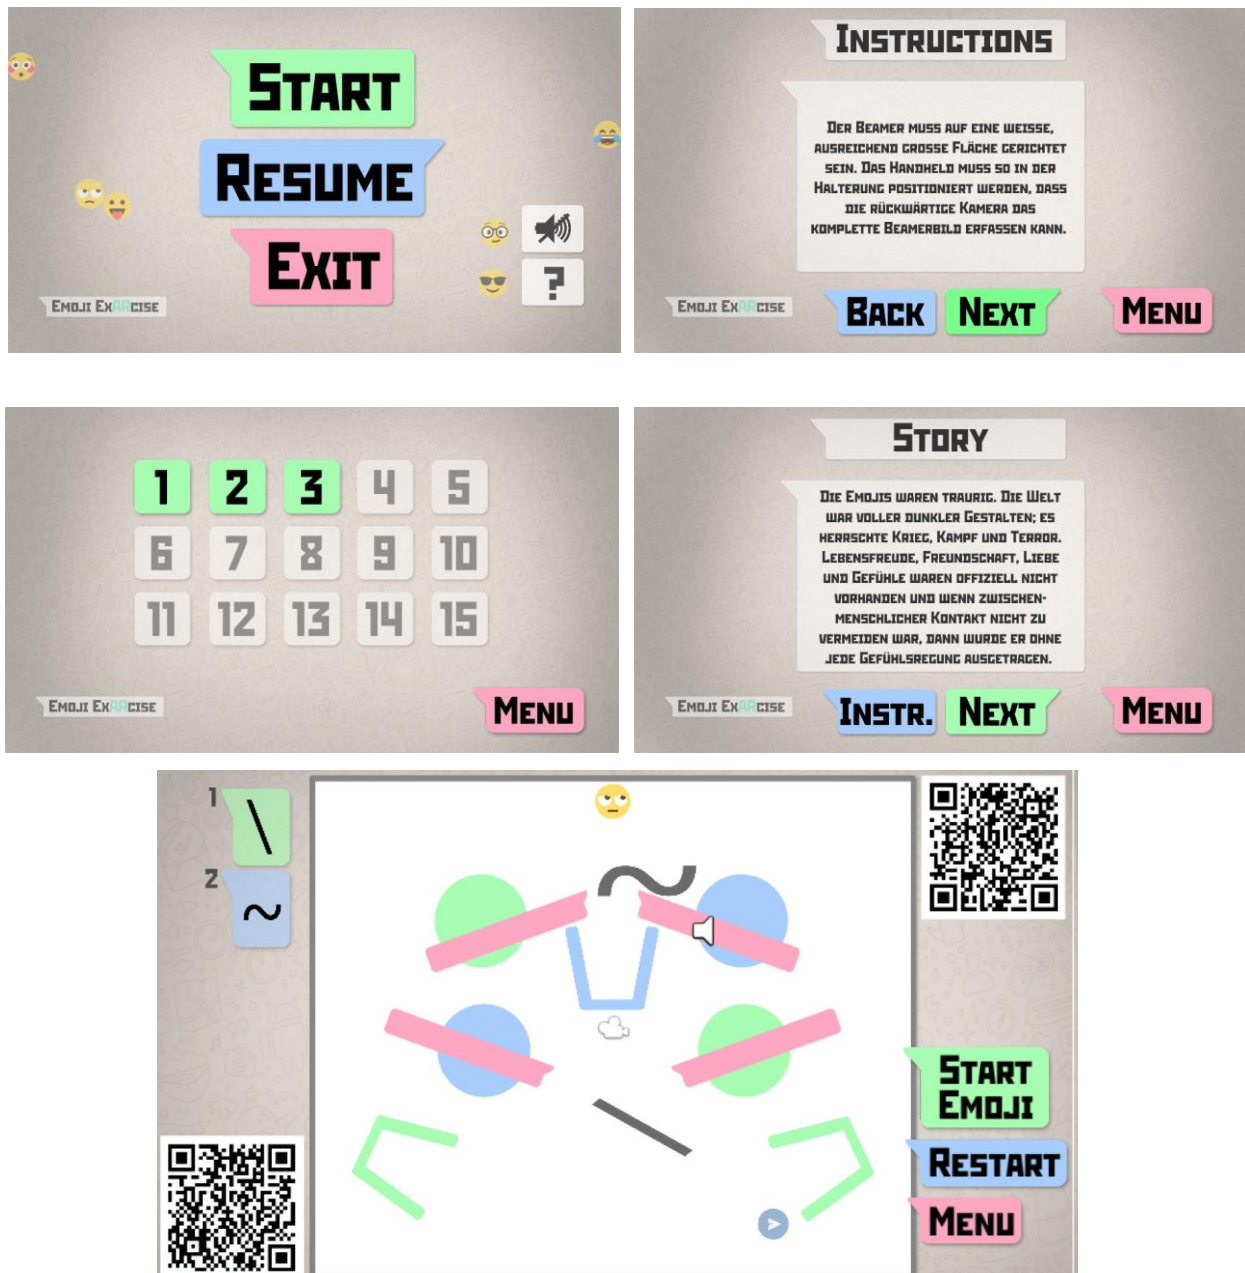 START
RESUME
EXIT
?
EMOJI EXARCISE
INSTRUCTIONS
DER BEAMER MUSS AUF EINE WEISSE,
AUSREICHEND GROSSE FLÄCHE GERICHTET
SEIN. DAS HANDHELD MUSS SO IN DER
HALTERUNG POSITIONIERT WERDEN, DASS
DIE RÜCKWÄRTIGE KAMERA DAS
KOMPLETTE BEAMERBILD ERFASSEN KANN.
EMOJI EXARCISE
BACK NEXT MENU
1 2 3 4 5
6 7 8 9 10
11 12 13 14 15
EMOJI EXARCISE
MENU
STORY
DIE EMOJIS WAREN TRAURIG. DIE WELT
WAR VOLLER DUNKLER GESTALTEN; ES
HERRSCHTE KRIEG, KAMPF UND TERROR.
LEBENSFREUDE, FREUNDSCHAFT, LIEBE
UND GEFÜHLE WAREN OFFIZIELL NICHT
VORHANDEN UND WENN ZWISCHEN-
MENSCHLICHER KONTAKT NICHT ZU
VERMEIDEN WAR, DANN WURDE ER OHNE
JEDE GEFÜHLSREGUNG AUSGETRAGEN.
EMOJI EXARCISE
INSTR. NEXT MENU
1 \
2 ~
START
EMOJI
RESTART
MENU